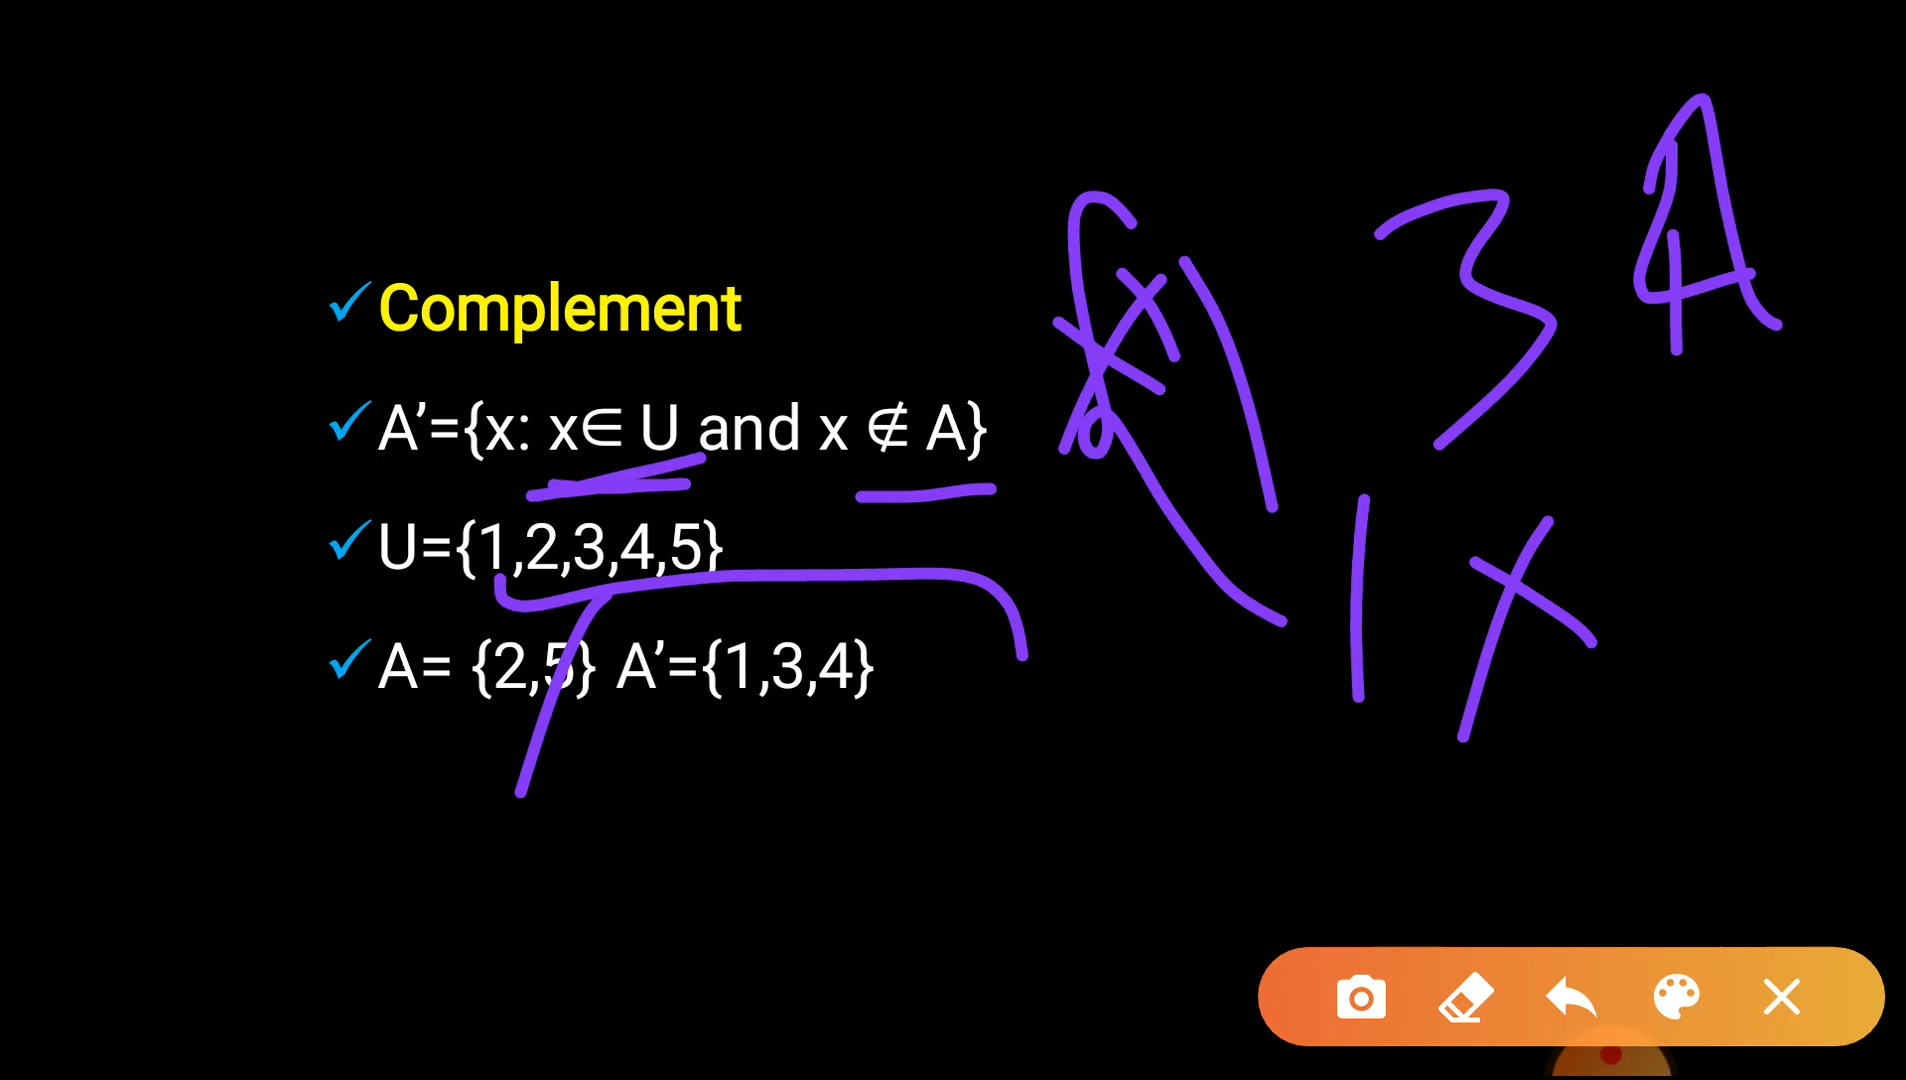 Complement
A’={x: x∈ U and x ∉ A}
U={1,2,3,4,5}
A= {2,5} A’={1,3,4}